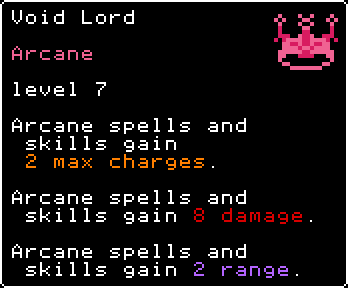 Void Lord
Arcane
level 7
Arcane spells and
skills gain
2 max charges.
Arcane spells and
skills gain 8 damage.
Arcane spells and
skills gain 2 range.